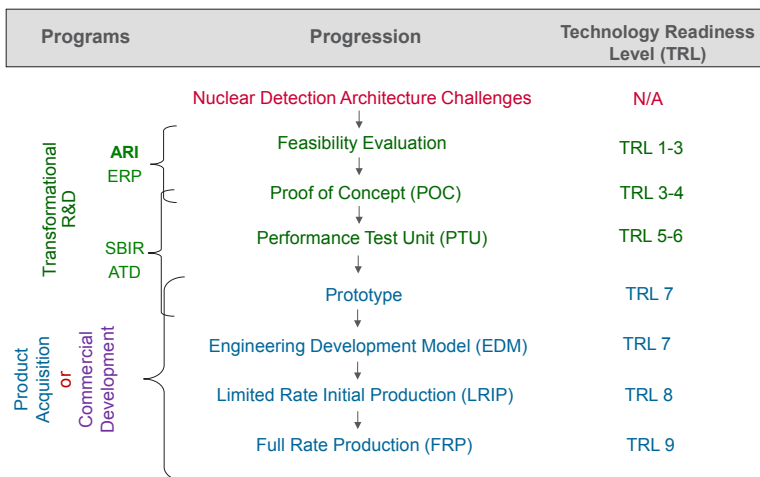 Programs
Progression
Technology Readiness
Level (TRL)
Nuclear Detection Architecture Challenges
N/A
Transformational
R&D
ARI
ERP
Feasibility Evaluation
TRL 1-3
Proof of Concept (POC)
TRL 3-4
SBIR
ATD
Performance Test Unit (PTU)
TRL 5-6
Prototype
TRL 7
Product
Acquisition
or
Commercial
Development
Engineering Development Model (EDM)
TRL 7
Limited Rate Initial Production (LRIP)
TRL 8
Full Rate Production (FRP)
TRL 9